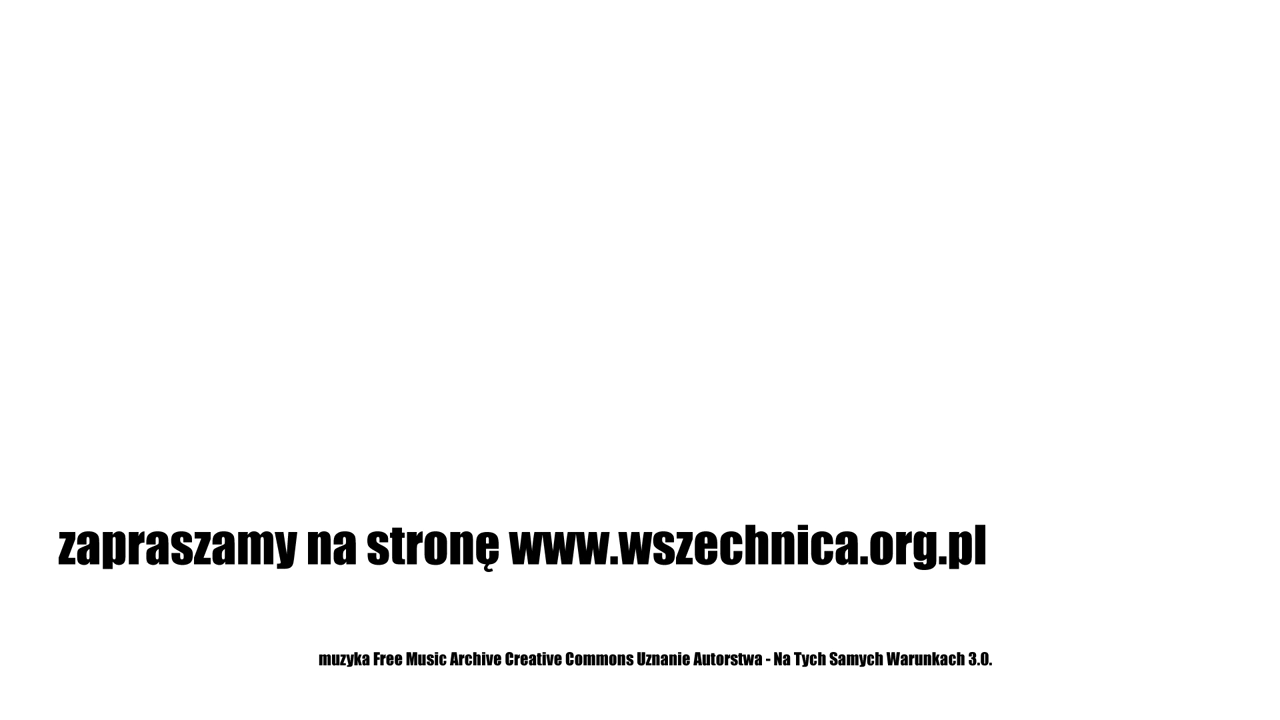 zapraszamy na stronę www.wszechnica.org.pl
muzyka Free Music Archive Creative Commons Uznanie Autorstwa - Na Tych Samych Warunkach 3.0.